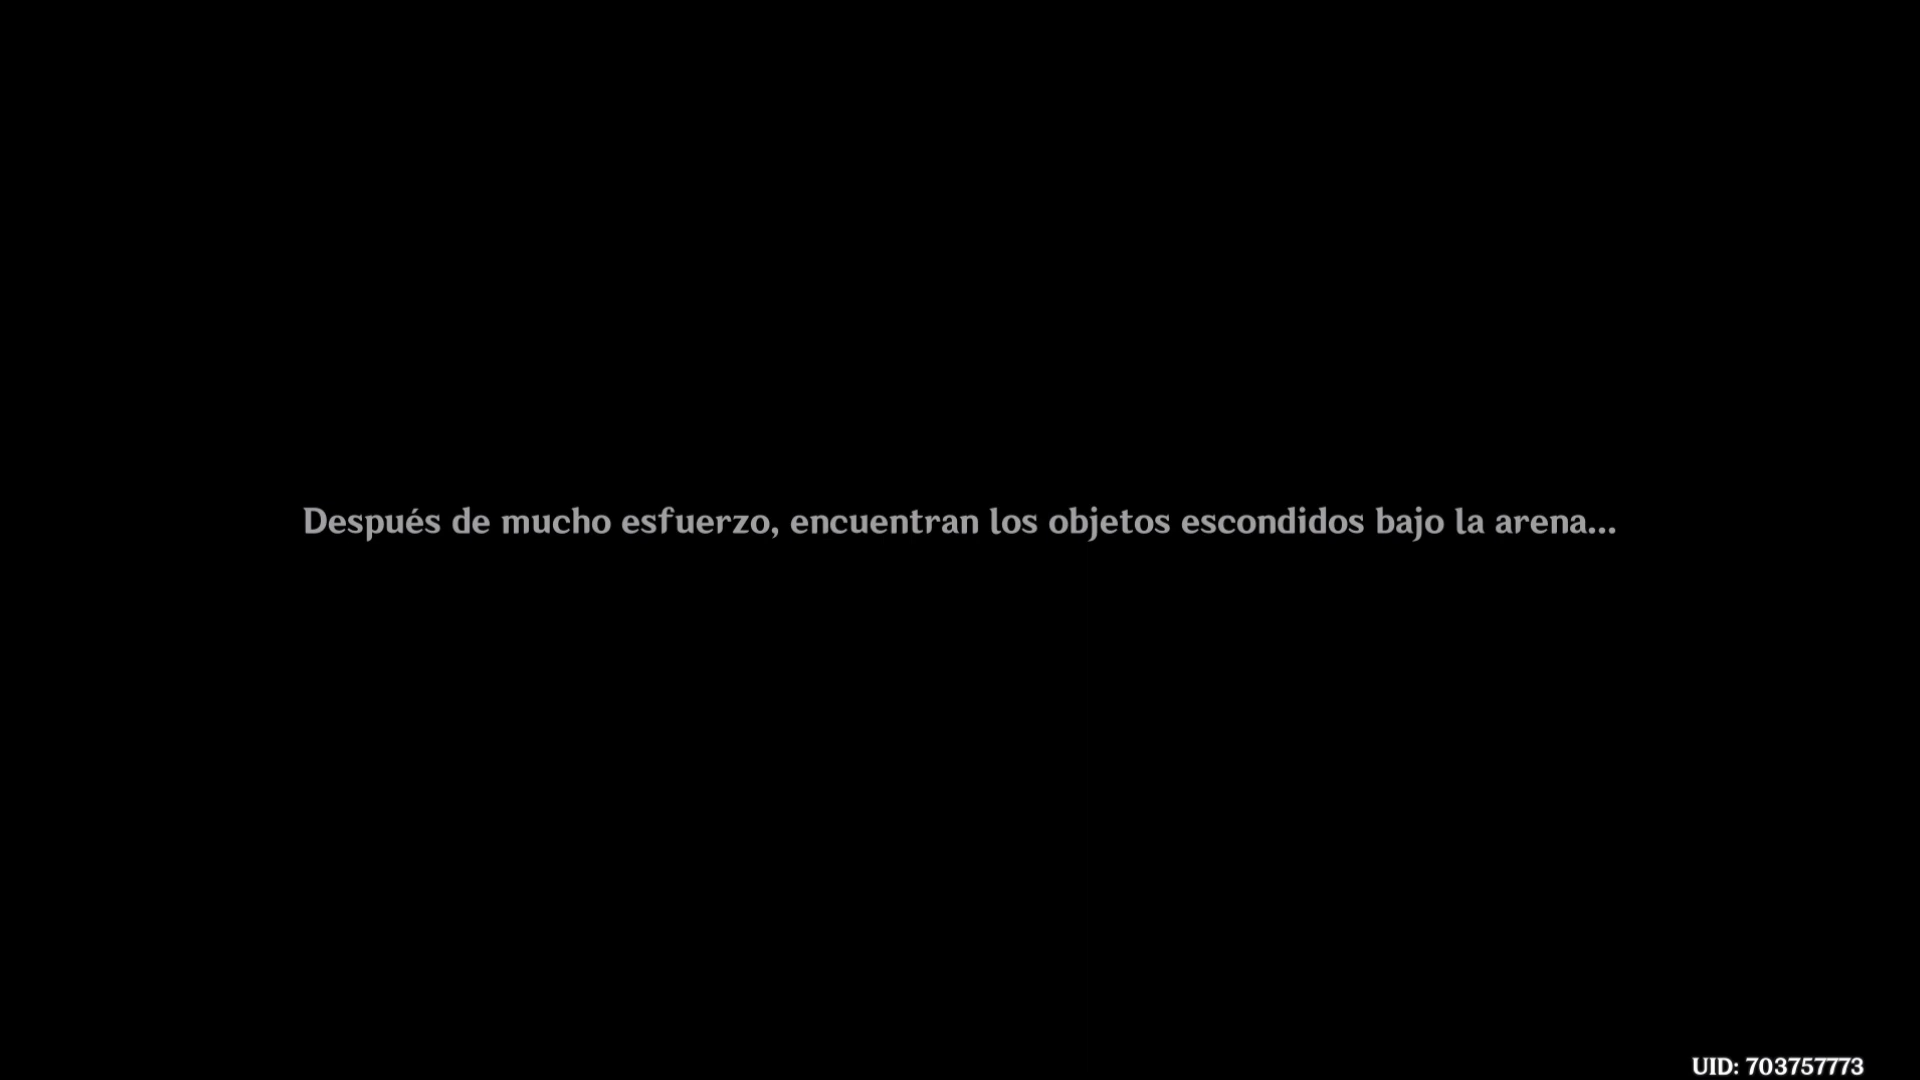 Después de mucho esfuerzo, encuentran los objetos escondidos bajo la arena...
UID: 703757773